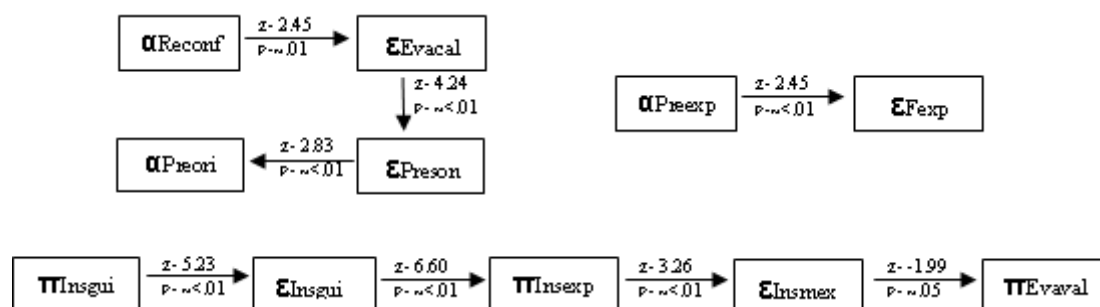 z- 2.45
αReconf
εEvacal
p-~.01
z- 4.24
p- ~<.01
z- 2.45
αPreexp
εFexp
p-~<.01
z- 2.83
αPreori
εPreson
p- ~<.01
z- 5.23
z- 6.60
z- 3.26
z- -1.99
πInsgui
εInsgui
πInsexp
εInsmex
πEvaval
p- ~<.01
p- ~<.01
p- ~<.01
p- ~.05